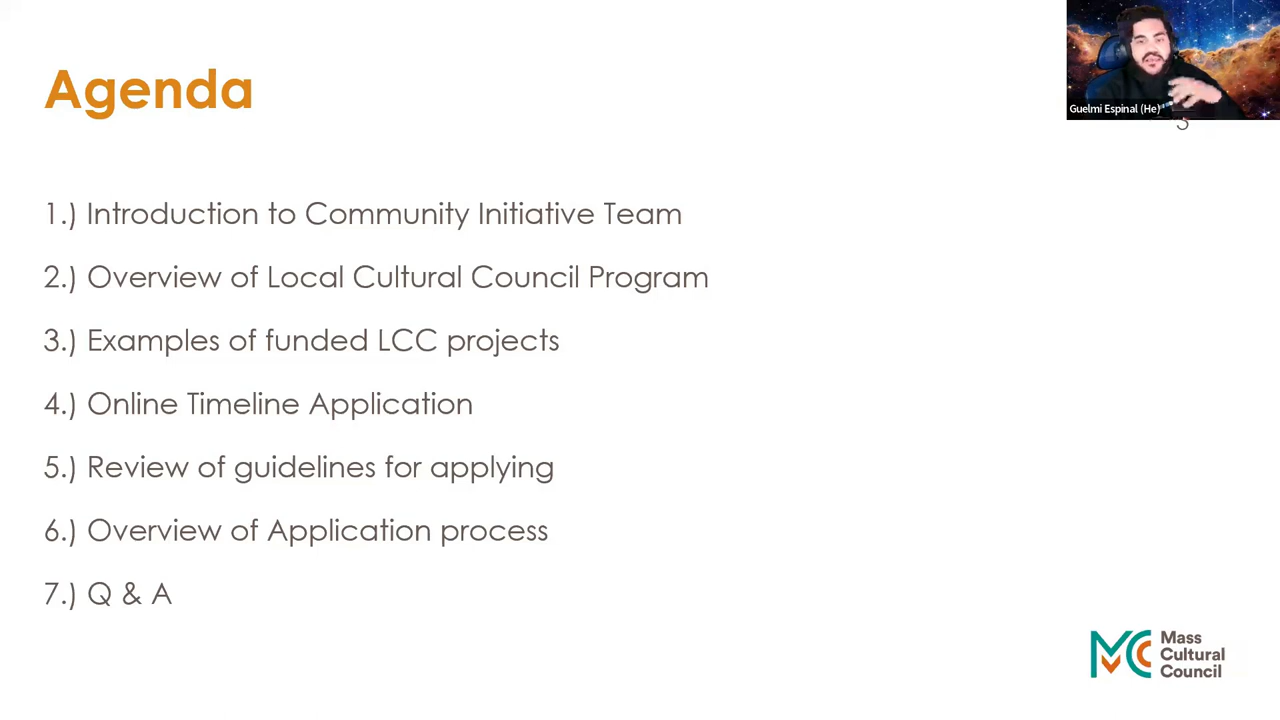 Agenda
Guelmi Espinal (He)
1.) Introduction to Community Initiative Team
2.) Overview of Local Cultural Council Program
3.) Examples of funded LCC projects
4.) Online Timeline Application
5.) Review of guidelines for applying
6.) Overview of Application process
7.) Q & A
MCC
Mass
Cultural
Council